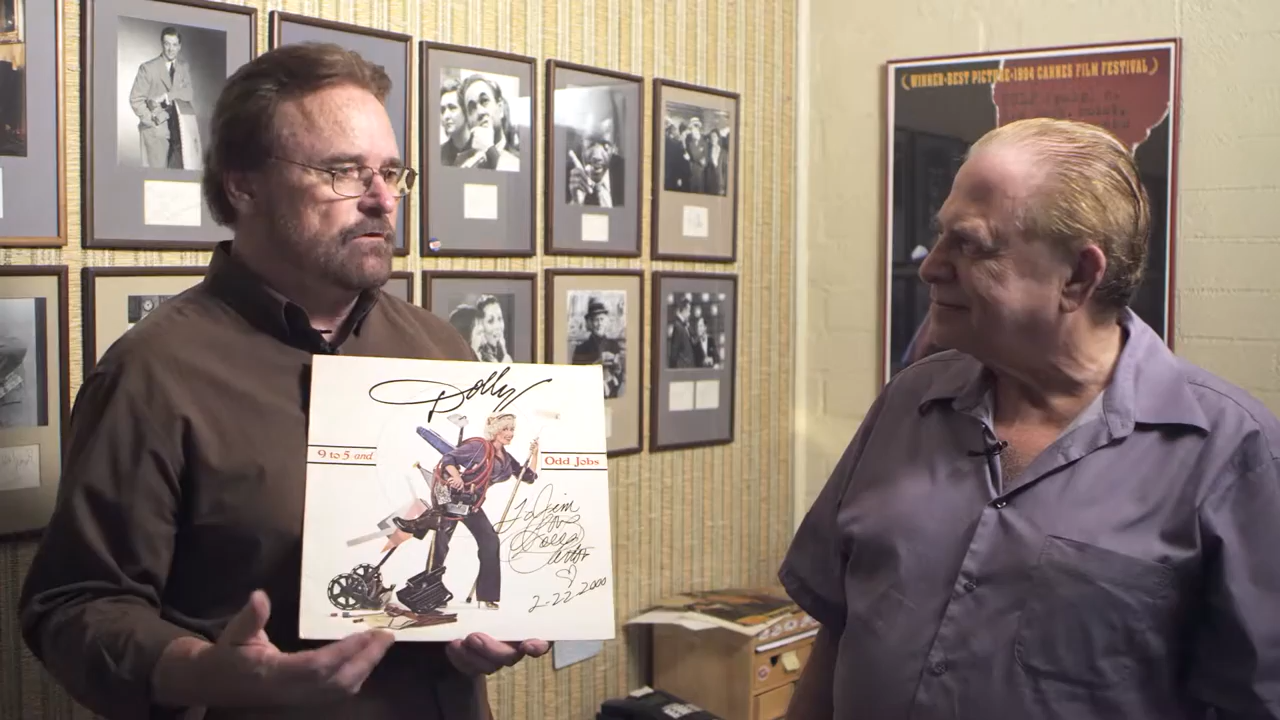 WINNER-BEST PICTURE-1994 CANNES FILM FESTIVAL
Dolly
9 to 5 and
Odd Jobs
To Jim
Love
Dolly
Parton
2-22-2000